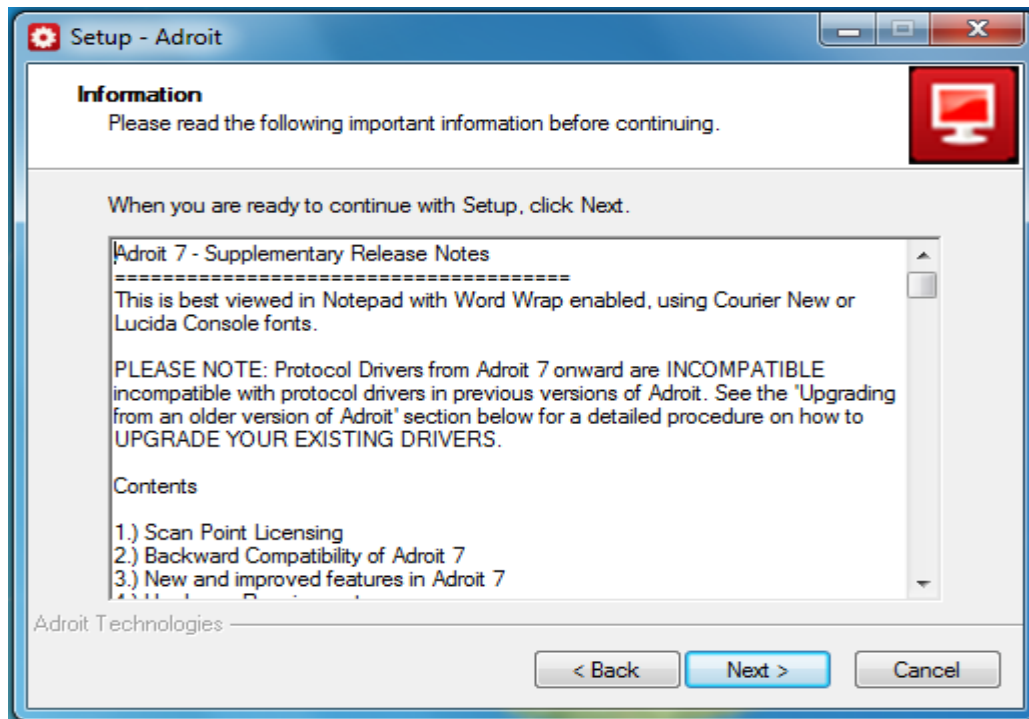 Setup - Adroit
Information
Please read the following important information before continuing.
When you are ready to continue with Setup, click Next.
Adroit 7 - Supplementary Release Notes
======================================
This is best viewed in Notepad with Word Wrap enabled, using Courier New or
Lucida Console fonts.
PLEASE NOTE: Protocol Drivers from Adroit 7 onward are INCOMPATIBLE
incompatible with protocol drivers in previous versions of Adroit. See the 'Upgrading
from an older version of Adroit' section below for a detailed procedure on how to
UPGRADE YOUR EXISTING DRIVERS.
Contents
1.) Scan Point Licensing
2.) Backward Compatibility of Adroit 7
3.) New and improved features in Adroit 7
Adroit Technologies
< Back
Next >
Cancel